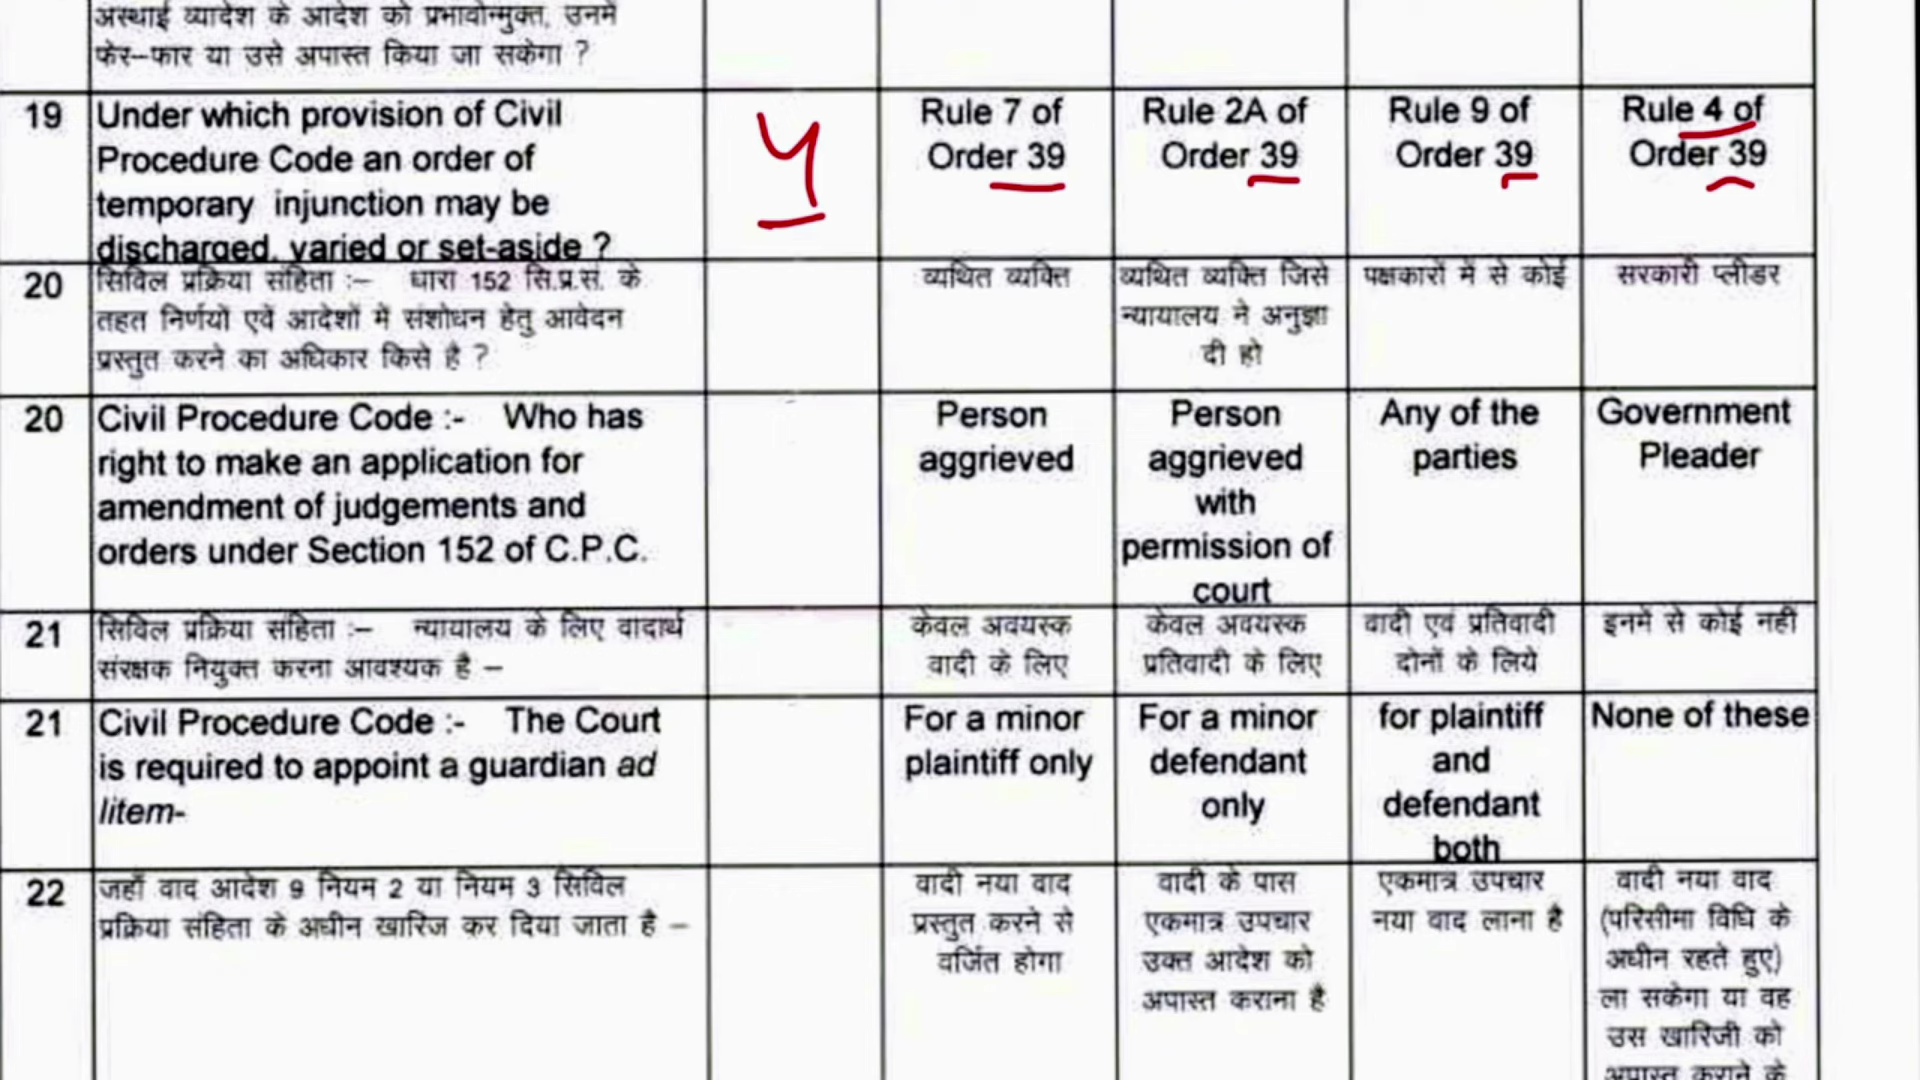 अस्थाई व्यादेश के आदेश को प्रभावोन्मुक्त, उनमें
फेर–फार या उसे अपास्त किया जा सकेगा ?
19
Under which provision of Civil
Procedure Code an order of
temporary injunction may be
discharged, varied or set-aside ?
4
Rule 7 of
Order 39
Rule 2A of
Order 39
Rule 9 of
Order 39
Rule 4 of
Order 39
20
सिविल प्रक्रिया संहिता :– धारा 152 सि.प्र.सं. के
तहत निर्णयों एवं आदेशों में संशोधन हेतु आवेदन
प्रस्तुत करने का अधिकार किसे है ?
व्यथित व्यक्ति
व्यथित व्यक्ति जिसे
न्यायालय ने अनुज्ञा
दी हो
पक्षकारों में से कोई
सरकारी प्लीडर
20
Civil Procedure Code :- Who has
right to make an application for
amendment of judgements and
orders under Section 152 of C.P.C.
Person
aggrieved
Person
aggrieved
with
permission of
court
Any of the
parties
Government
Pleader
21
सिविल प्रक्रिया संहिता :– न्यायालय के लिए वादार्थ
संरक्षक नियुक्त करना आवश्यक है –
केवल अवयस्क
वादी के लिए
केवल अवयस्क
प्रतिवादी के लिए
वादी एवं प्रतिवादी
दोनों के लिये
इनमें से कोई नहीं
21
Civil Procedure Code :- The Court
is required to appoint a guardian ad
litem-
For a minor
plaintiff only
For a minor
defendant
only
for plaintiff
and
defendant
both
None of these
22
जहाँ वाद आदेश 9 नियम 2 या नियम 3 सिविल
प्रक्रिया संहिता के अधीन खारिज कर दिया जाता है –
वादी नया वाद
प्रस्तुत करने से
वर्जित होगा
वादी के पास
एकमात्र उपचार
उक्त आदेश को
अपास्त कराना है
एकमात्र उपचार
नया वाद लाना है
वादी नया वाद
(परिसीमा विधि के
अधीन रहते हुए)
ला सकेगा या वह
उस खारिजी को
अपास्त कराने के